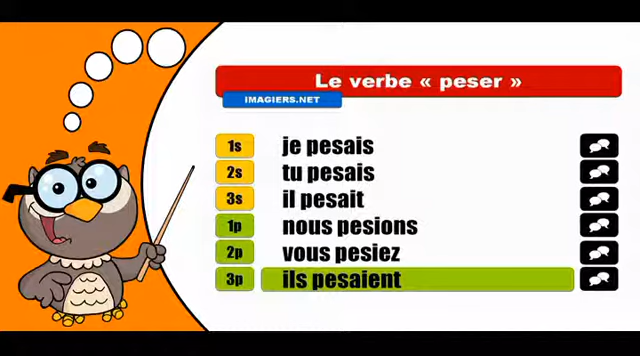 Le verbe « peser »
IMAGIERS.NET
1s je pesais
2s tu pesais
3s il pesait
1p nous pesions
2p vous pesiez
3p ils pesaient